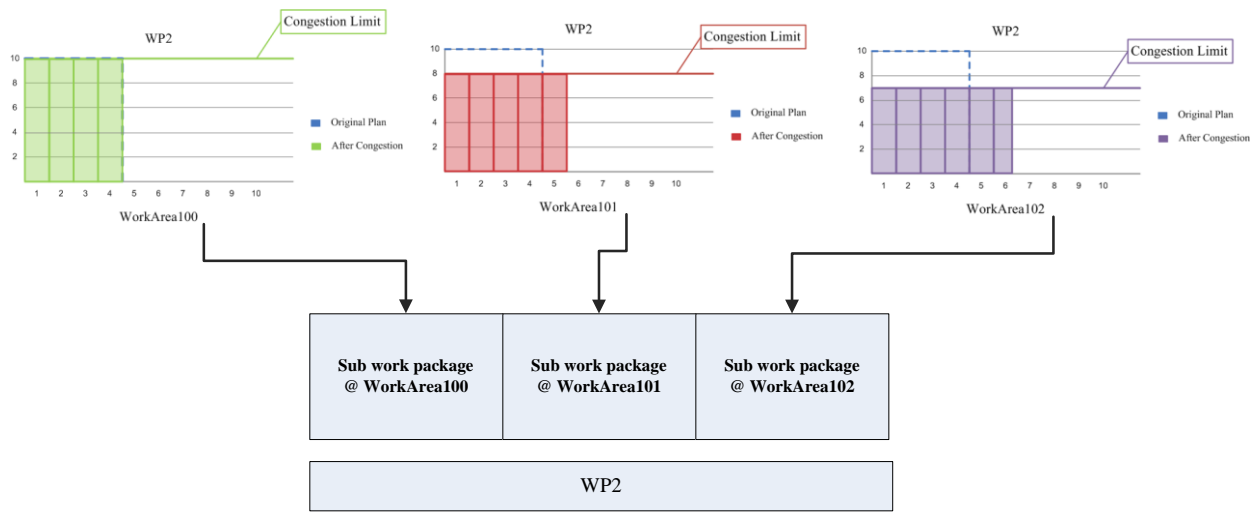 WP2
Congestion Limit
10
8
6
4
2
1 2 3 4 5 6 7 8 9 10
Original Plan
After Congestion
WorkArea100
WP2
Congestion Limit
10
8
6
4
2
1 2 3 4 5 6 7 8 9 10
Original Plan
After Congestion
WorkArea101
WP2
Congestion Limit
10
8
6
4
2
1 2 3 4 5 6 7 8 9 10
Original Plan
After Congestion
WorkArea102
Sub work package
@ WorkArea100
Sub work package
@ WorkArea101
Sub work package
@ WorkArea102
WP2